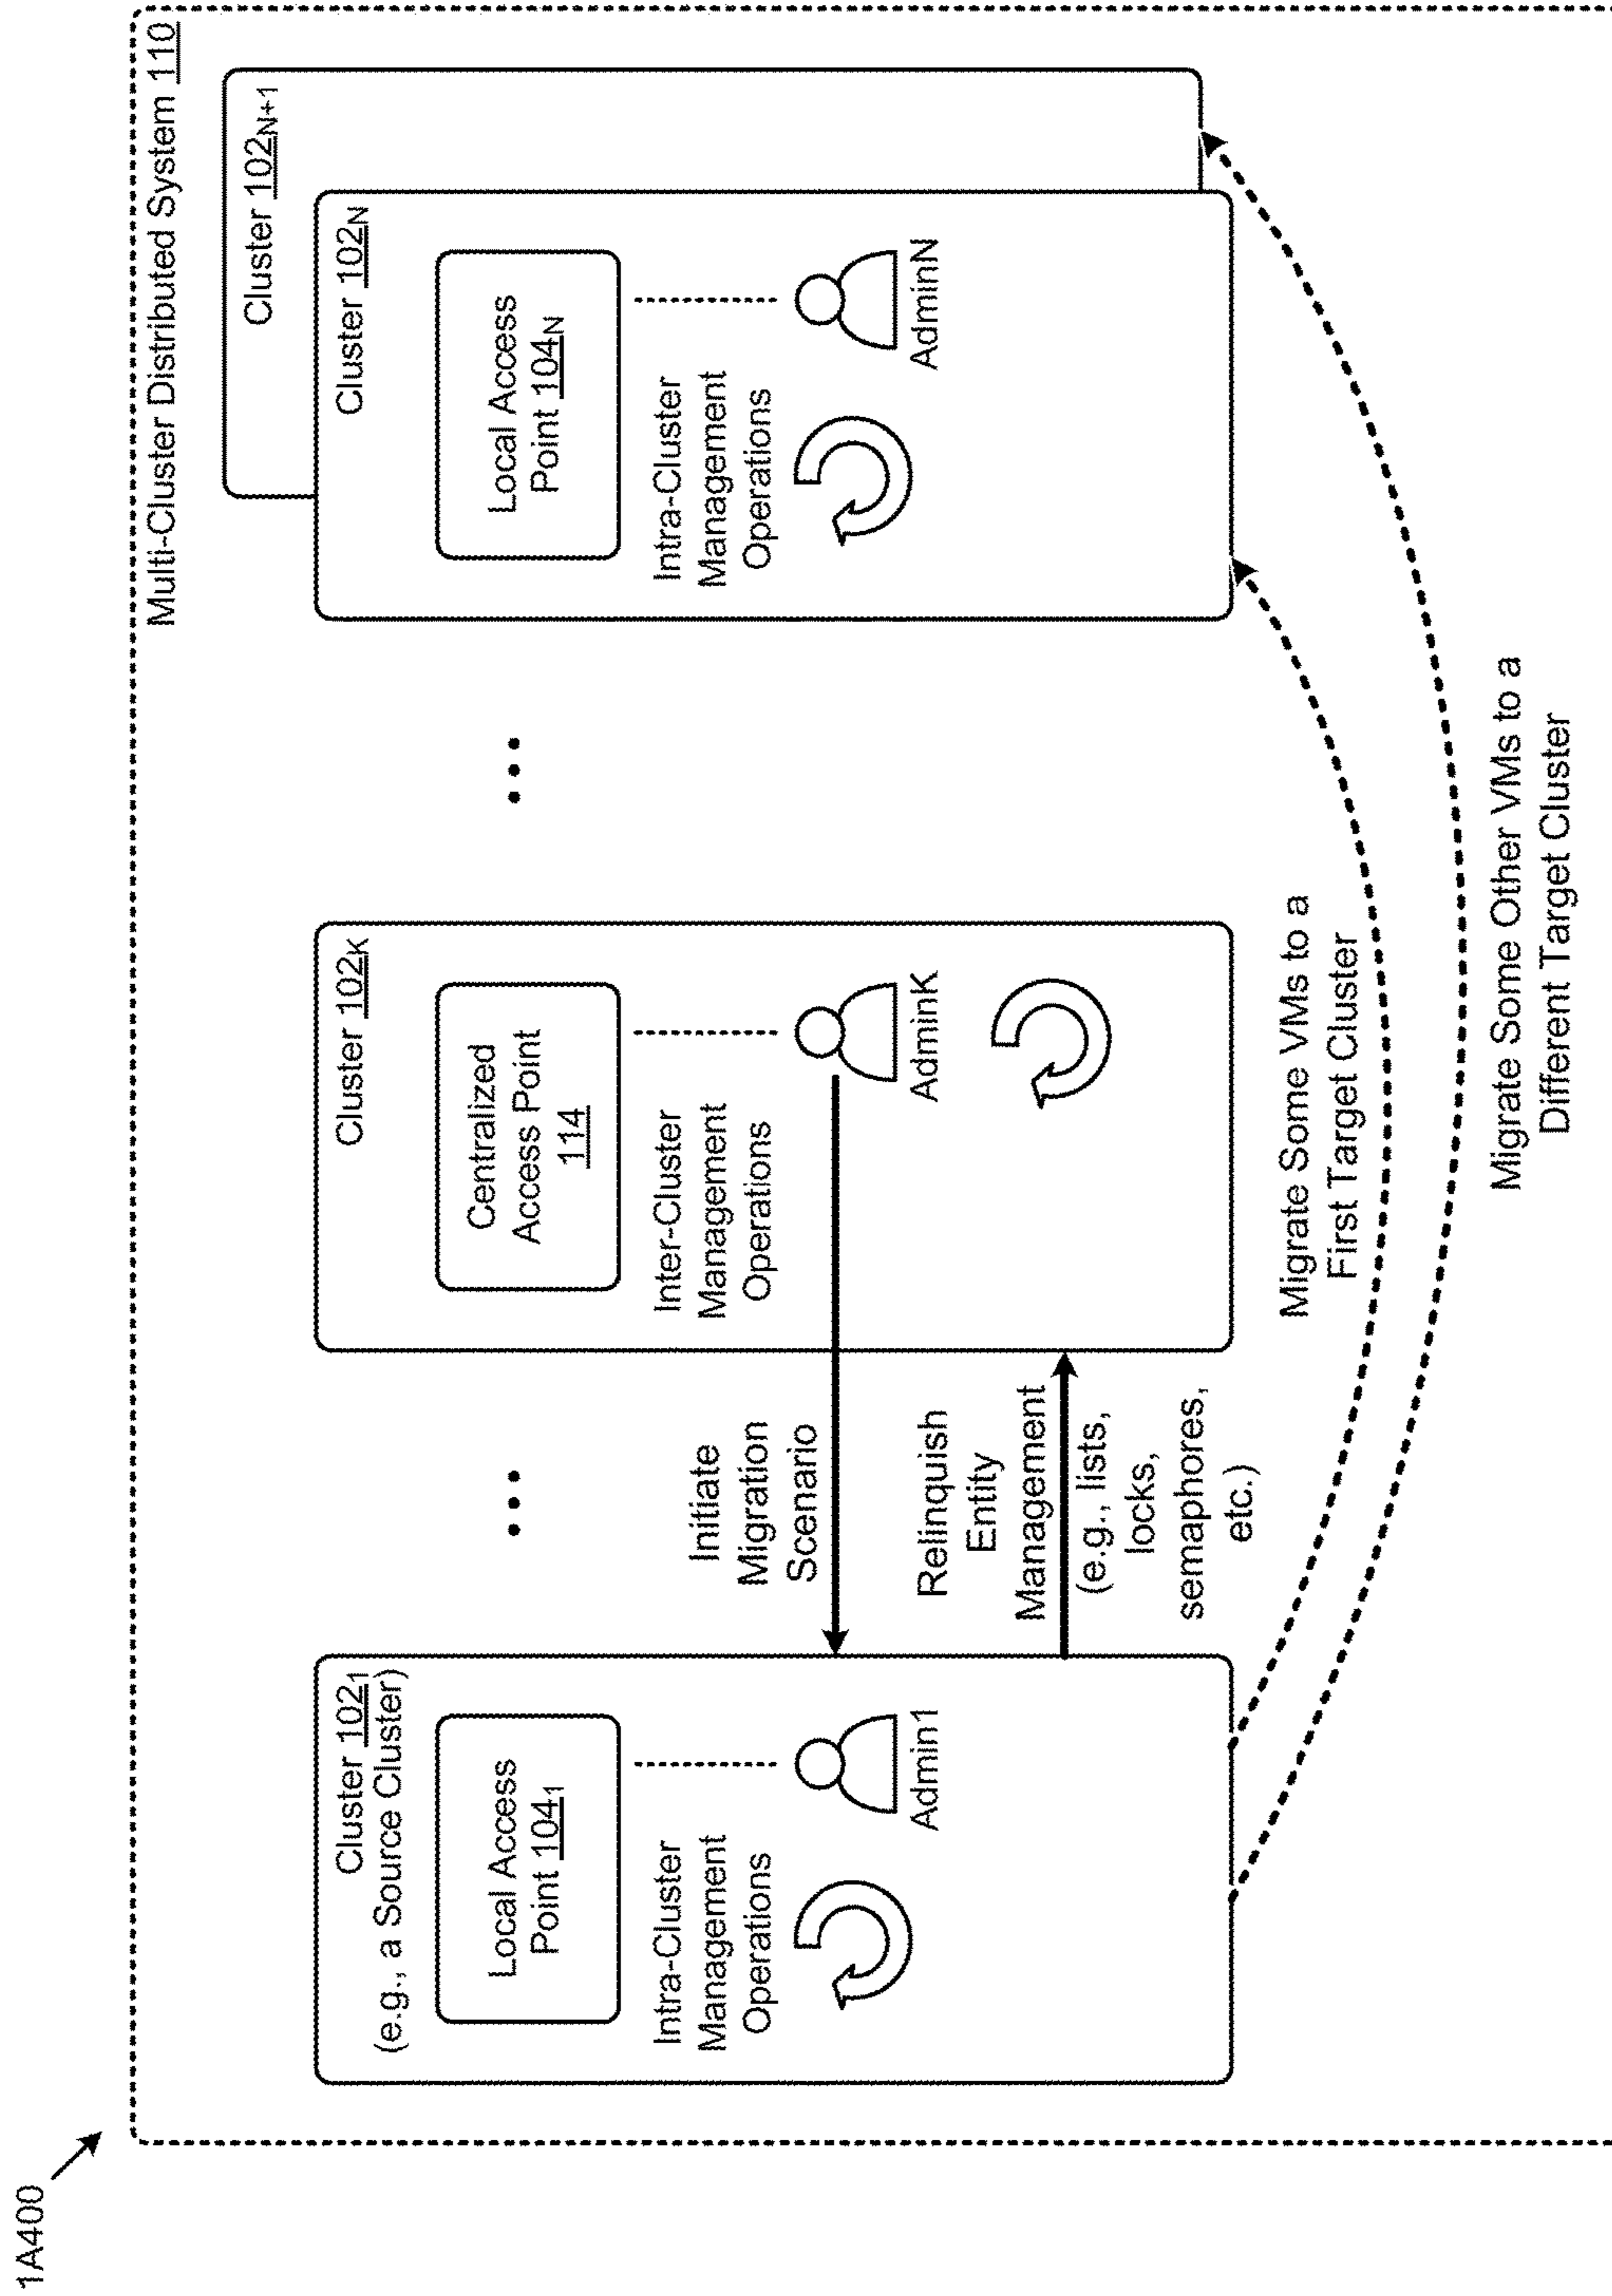 1A400
Multi-Cluster Distributed System 110
Cluster 102₁
(e.g., a Source Cluster)
Local Access
Point 104₁
Intra-Cluster
Management
Operations
Admin1
Initiate
Migration
Scenario
Relinquish
Entity
Management
(e.g., lists,
locks,
semaphores,
etc.)
Cluster 102K
Centralized
Access Point
114
Inter-Cluster
Management
Operations
AdminK
Cluster 102N+1
Cluster 102N
Local Access
Point 104N
Intra-Cluster
Management
Operations
AdminN
Migrate Some VMs to a
First Target Cluster
Migrate Some Other VMs to a
Different Target Cluster